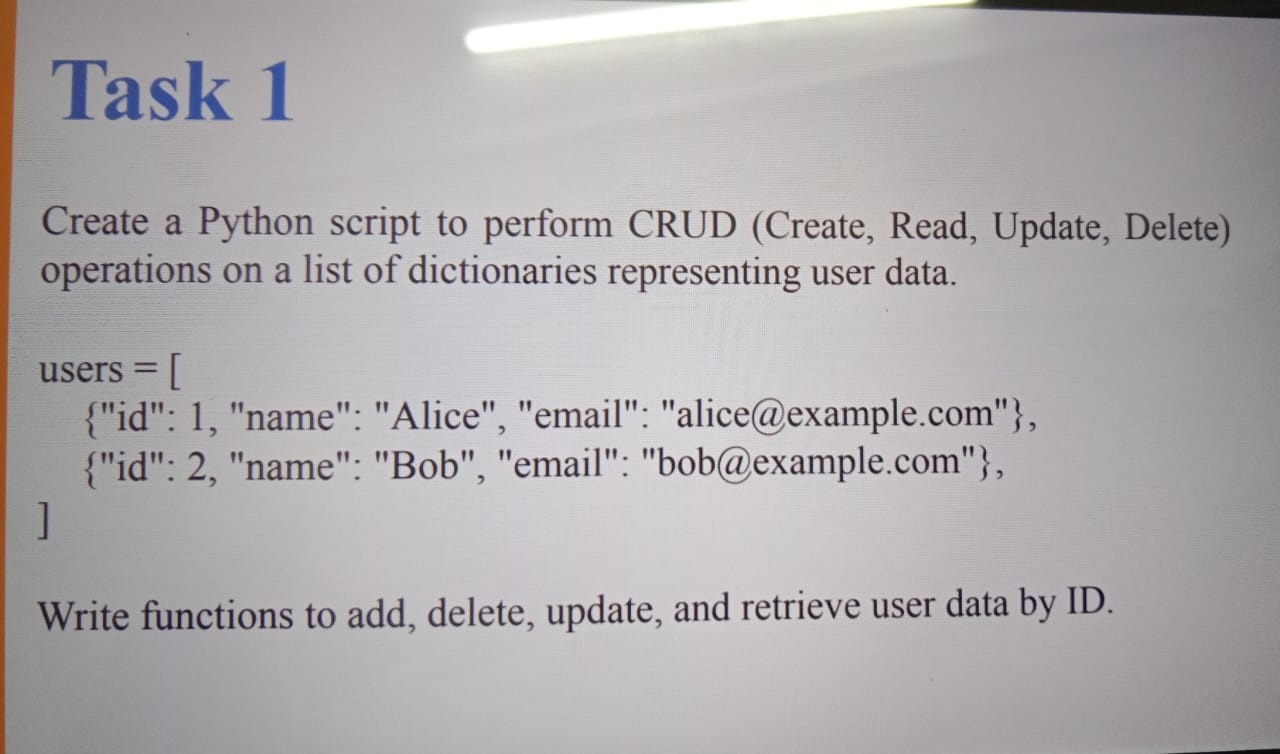 Task 1
Create a Python script to perform CRUD (Create, Read, Update, Delete)
operations on a list of dictionaries representing user data.
users = [
{"id": 1, "name": "Alice", "email": "alice@example.com"},
{"id": 2, "name": "Bob", "email": "bob@example.com"},
]
Write functions to add, delete, update, and retrieve user data by ID.